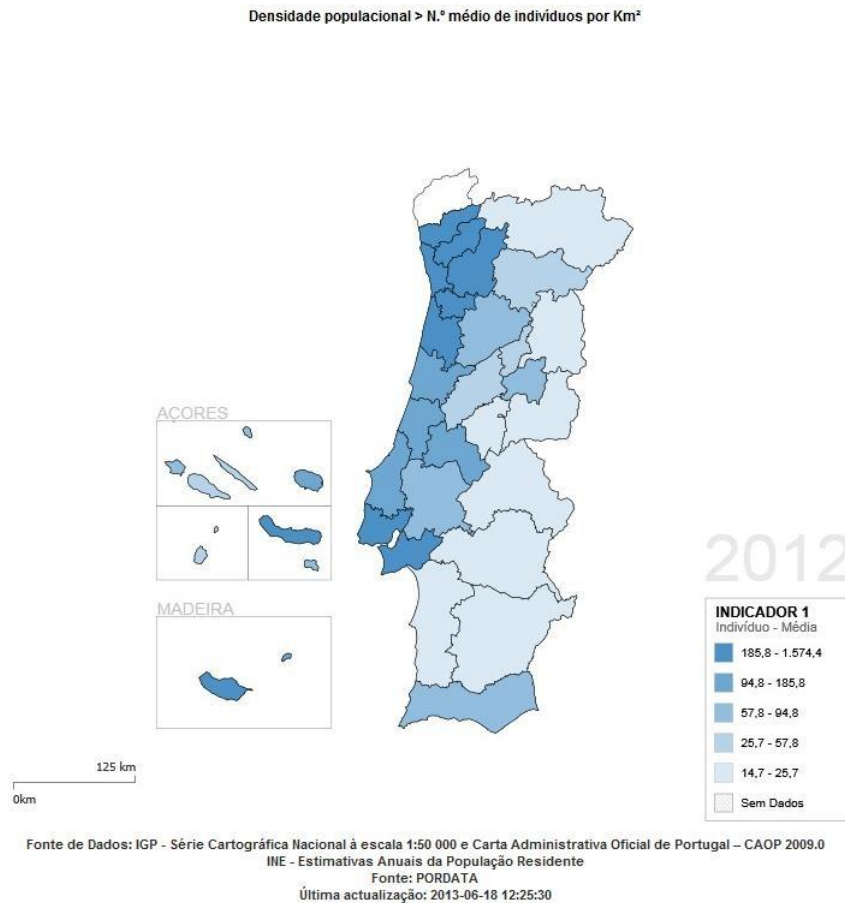 Densidade populacional > N.º médio de indivíduos por Km²
AÇORES
MADEIRA
2012
INDICADOR 1
Indivíduo - Média
185,8 - 1.574,4
94,8 - 185,8
57,8 - 94,8
25,7 - 57,8
14,7 - 25,7
Sem Dados
125 km
0km
Fonte de Dados: IGP - Série Cartográfica Nacional à escala 1:50 000 e Carta Administrativa Oficial de Portugal – CAOP 2009.0
INE - Estimativas Anuais da População Residente
Fonte: PORDATA
Última actualização: 2013-06-18 12:25:30